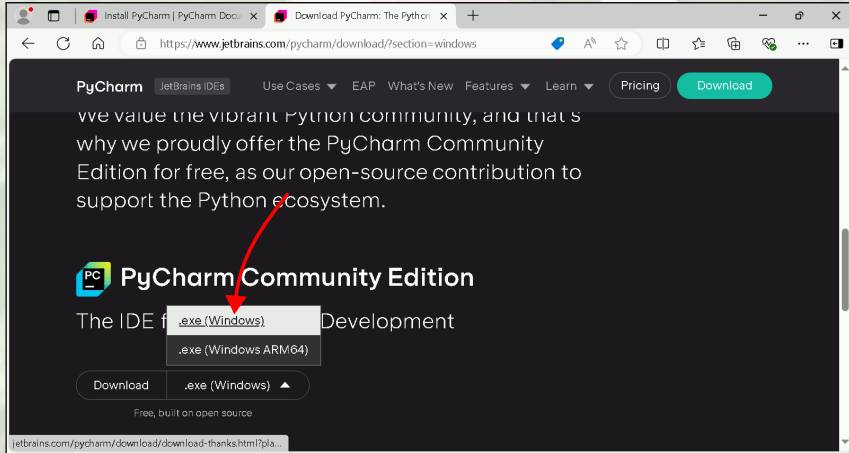 Install PyCharm | PyCharm Docu
Download PyCharm: The Python
https://www.jetbrains.com/pycharm/download/?section=windows
PyCharm JetBrains IDEs Use Cases EAP What's New Features Learn Pricing Download
We value the vibrant Python community, and that's
why we proudly offer the PyCharm Community
Edition for free, as our open-source contribution to
support the Python ecosystem.
PC PyCharm Community Edition
The IDE f Development
.exe (Windows)
.exe (Windows ARM64)
Download .exe (Windows)
Free, built on open source
jetbrains.com/pycharm/download/download-thanks.html?pla...